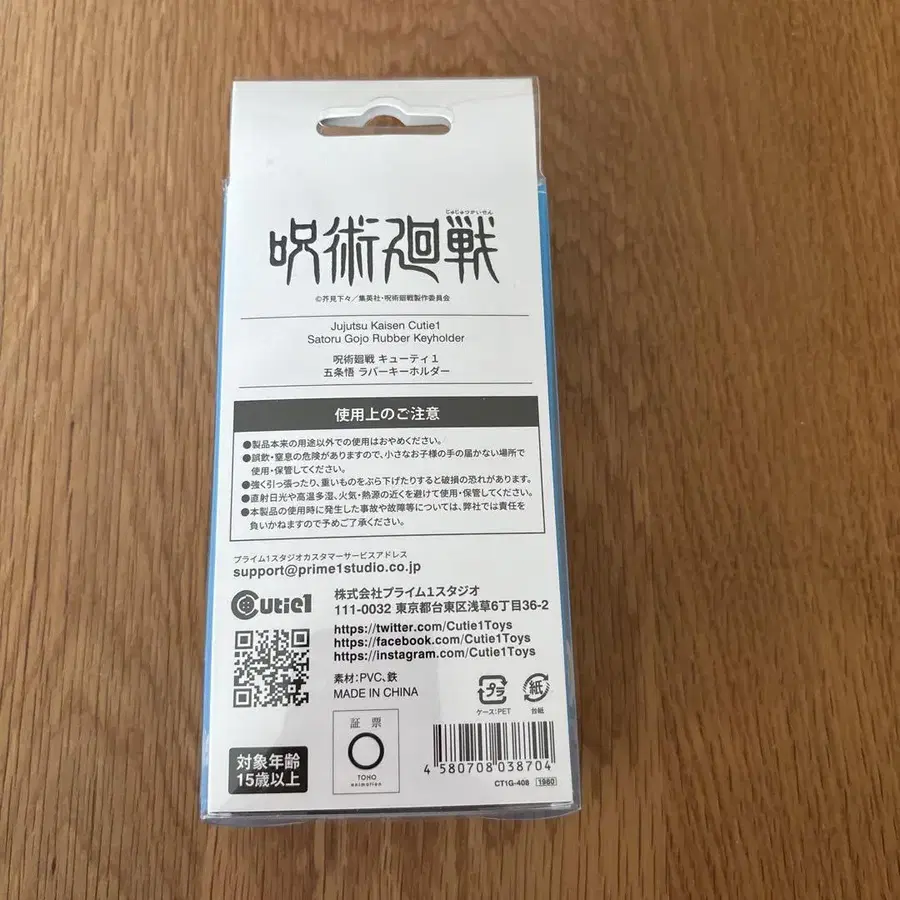 じゅじゅつかいせん
呪術廻戦
©芥見下々／集英社・呪術廻戦製作委員会
Jujutsu Kaisen Cutie1
Satoru Gojo Rubber Keyholder
呪術廻戦 キューティ１
五条悟 ラバーキーホルダー
使用上のご注意
●製品本来の用途以外での使用はおやめください。
●誤飲・窒息の危険がありますので、小さなお子様の手の届かない場所で
使用・保管してください。
●強く引っ張ったり、重いものをぶら下げたりすると破損の恐れがあります。
●直射日光や高温多湿、火気・熱源の近くを避けて使用・保管してください。
●本製品の使用時に発生した事故や故障等については、弊社では責任を
負いかねますので予めご了承ください。
プライム1スタジオカスタマーサービスアドレス
support@prime1studio.co.jp
Cutie1
株式会社プライム1スタジオ
111-0032 東京都台東区浅草6丁目36-2
https://twitter.com/Cutie1Toys
https://facebook.com/Cutie1Toys
https://instagram.com/Cutie1Toys
素材：PVC、鉄
MADE IN CHINA
プラ
ケース：PET
紙
台紙
対象年齢
15歳以上
証票
TOHO
animation
4 580708 038704
CT1G-408 1980